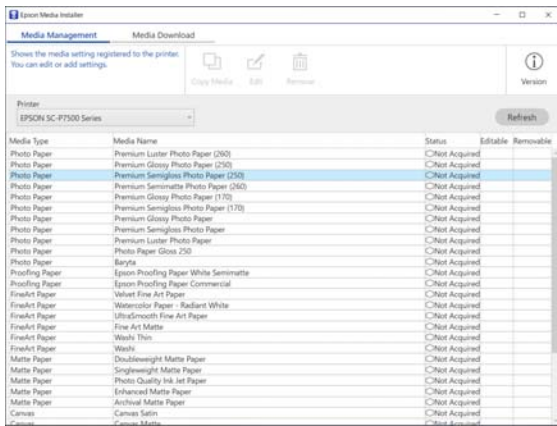 Epson Media Installer
Media Management Media Download
Shows the media setting registered to the printer.
You can edit or add settings.
Copy Media Edit Remove
Version
Printer
EPSON SC-P7500 Series
Refresh
Media Type Media Name Status Editable Removable
Photo Paper Premium Luster Photo Paper (260) Not Acquired
Photo Paper Premium Glossy Photo Paper (250) Not Acquired
Photo Paper Premium Semigloss Photo Paper (250) Not Acquired
Photo Paper Premium Semimatte Photo Paper (260) Not Acquired
Photo Paper Premium Glossy Photo Paper (170) Not Acquired
Photo Paper Premium Semigloss Photo Paper (170) Not Acquired
Photo Paper Premium Glossy Photo Paper Not Acquired
Photo Paper Premium Semigloss Photo Paper Not Acquired
Photo Paper Premium Luster Photo Paper Not Acquired
Photo Paper Photo Paper Gloss 250 Not Acquired
Photo Paper Baryta Not Acquired
Proofing Paper Epson Proofing Paper White Semimatte Not Acquired
Proofing Paper Epson Proofing Paper Commercial Not Acquired
FineArt Paper Velvet Fine Art Paper Not Acquired
FineArt Paper Watercolor Paper - Radiant White Not Acquired
FineArt Paper UltraSmooth Fine Art Paper Not Acquired
FineArt Paper Fine Art Matte Not Acquired
FineArt Paper Washi Thin Not Acquired
FineArt Paper Washi Not Acquired
Matte Paper Doubleweight Matte Paper Not Acquired
Matte Paper Singleweight Matte Paper Not Acquired
Matte Paper Photo Quality Ink Jet Paper Not Acquired
Matte Paper Enhanced Matte Paper Not Acquired
Matte Paper Archival Matte Paper Not Acquired
Canvas Canvas Satin Not Acquired
Canvas Canvas Matte Not Acquired